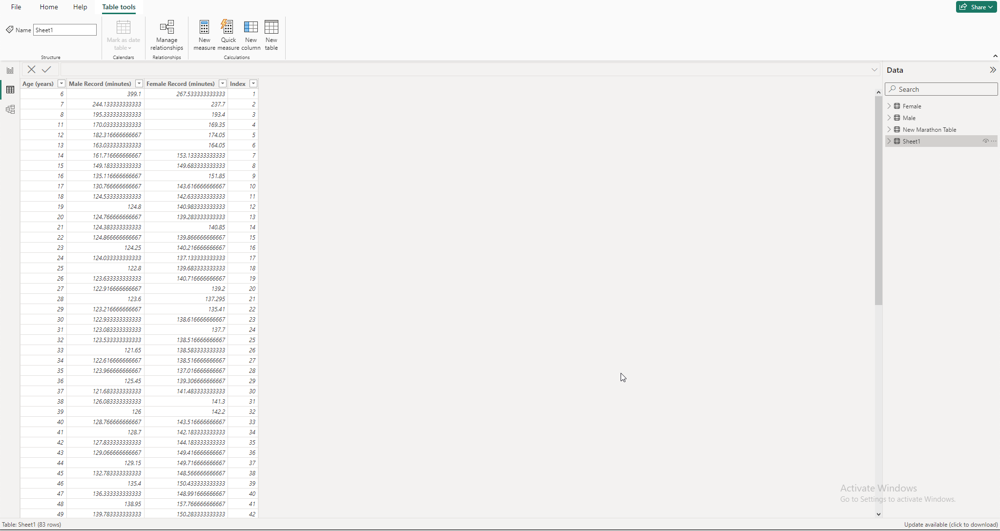 File Home Help Table tools
Share
Name Sheet1
Mark as date table
Manage relationships
New measure
Quick measure
New column
New table
Structure Calendars Relationships Calculations
Age (years) Male Record (minutes) Female Record (minutes) Index
6 399.1 267.533333333333 1
7 244.133333333333 237.7 2
8 195.333333333333 193.4 3
11 170.033333333333 169.35 4
12 182.316666666667 174.05 5
13 163.033333333333 164.05 6
14 161.716666666667 153.133333333333 7
15 149.183333333333 149.683333333333 8
16 135.116666666667 151.85 9
17 130.766666666667 143.616666666667 10
18 124.533333333333 142.633333333333 11
19 124.8 140.983333333333 12
20 124.766666666667 139.283333333333 13
21 124.383333333333 140.85 14
22 124.866666666667 139.866666666667 15
23 124.25 140.216666666667 16
24 124.033333333333 137.133333333333 17
25 122.8 139.683333333333 18
26 123.633333333333 140.716666666667 19
27 122.916666666667 139.2 20
28 123.6 137.295 21
29 123.216666666667 135.41 22
30 122.933333333333 138.616666666667 23
31 123.083333333333 137.7 24
32 123.533333333333 138.516666666667 25
33 121.65 138.583333333333 26
34 122.616666666667 138.516666666667 27
35 123.966666666667 137.016666666667 28
36 125.45 139.306666666667 29
37 121.683333333333 141.483333333333 30
38 126.083333333333 141.3 31
39 126 142.2 32
40 128.766666666667 143.516666666667 33
41 128.7 142.183333333333 34
42 127.833333333333 144.183333333333 35
43 129.066666666667 149.416666666667 36
44 129.15 149.716666666667 37
45 132.783333333333 148.566666666667 38
46 135.4 150.433333333333 39
47 136.333333333333 148.991666666667 40
48 138.95 157.766666666667 41
49 139.783333333333 150.283333333333 42
Data
Search
Female
Male
New Marathon Table
Sheet1
Activate Windows
Go to Settings to activate Windows.
Table: Sheet1 (83 rows)
Update available (click to download)